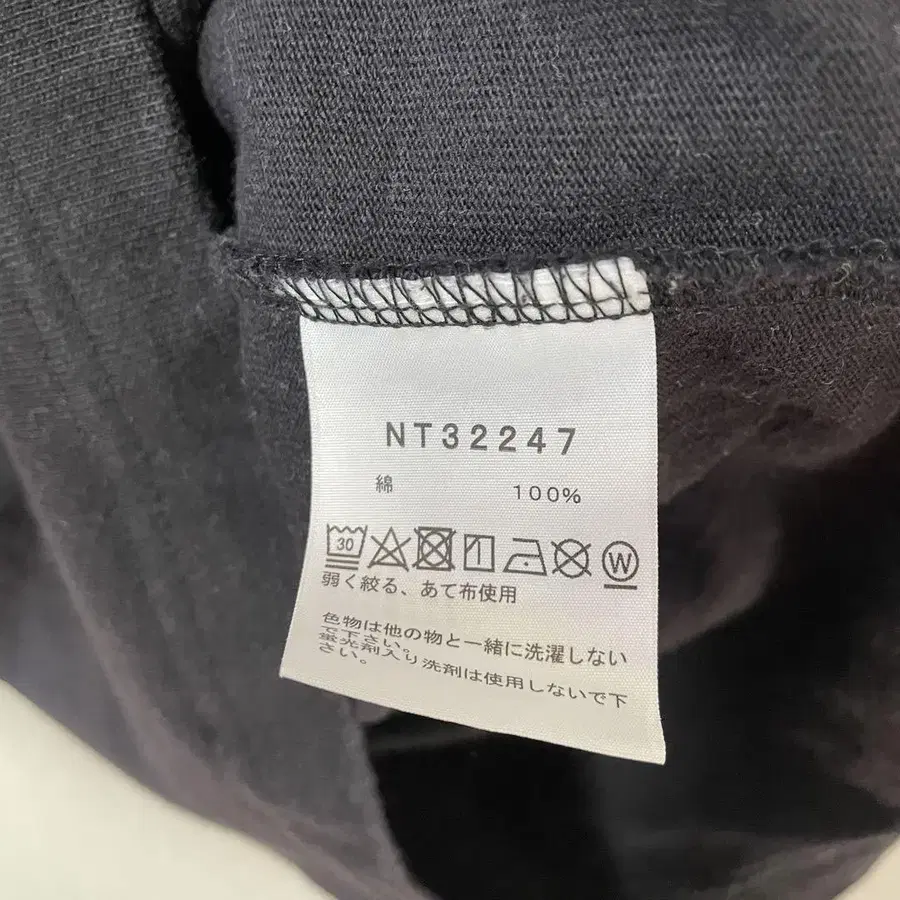 NT32247
綿 100%
30 W
弱く絞る、あて布使用
色物は他の物と一緒に洗濯しない
で下さい。
蛍光剤入り洗剤は使用しないで下
さい。